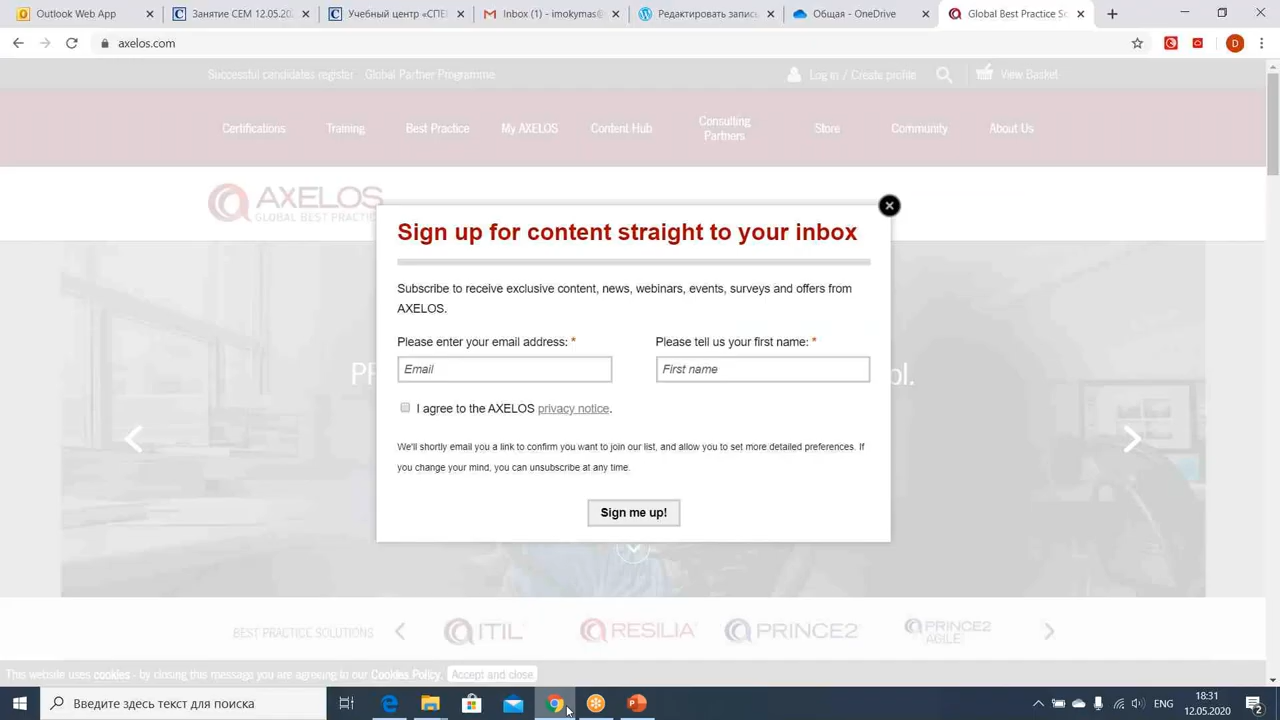 Outlook Web App
Занятие СЕМ 12.05.20
Учебный центр «СПЕ
Inbox (1) - imokymas@
Редактировать запись
Общая - OneDrive
Global Best Practice S
axelos.com
D
Successful candidates register
Global Partner Programme
Log in / Create profile
View Basket
Certifications
Training
Best Practice
My AXELOS
Content Hub
Consulting
Partners
Store
Community
About Us
AXELOS
GLOBAL BEST PRACTIC
Sign up for content straight to your inbox
Subscribe to receive exclusive content, news, webinars, events, surveys and offers from
AXELOS.
Please enter your email address: *
Please tell us your first name: *
Email
First name
I agree to the AXELOS privacy notice.
We'll shortly email you a link to confirm you want to join our list, and allow you to set more detailed preferences. If
you change your mind, you can unsubscribe at any time.
Sign me up!
BEST PRACTICE SOLUTIONS
ITIL
RESILIA
PRINCE2
PRINCE2
AGILE
This website uses cookies - by closing this message you are agreeing in our Cookies Policy.
Accept and close
Введите здесь текст для поиска
ENG
18:31
12.05.2020
2